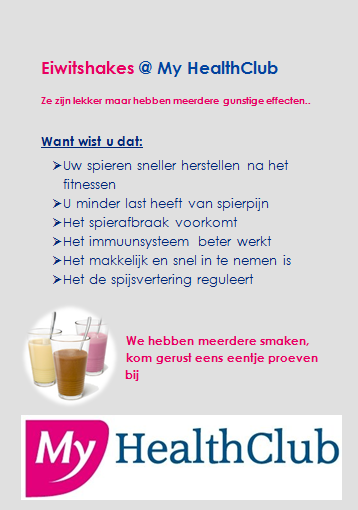 Eiwitshakes @ My HealthClub
Ze zijn lekker maar hebben meerdere gunstige effecten..
Want wist u dat:
➢Uw spieren sneller herstellen na het
fitnessen
➢U minder last heeft van spierpijn
➢Het spierafbraak voorkomt
➢Het immuunsysteem beter werkt
➢Het makkelijk en snel in te nemen is
➢Het de spijsvertering reguleert
We hebben meerdere smaken,
kom gerust eens eentje proeven
bij
My HealthClub